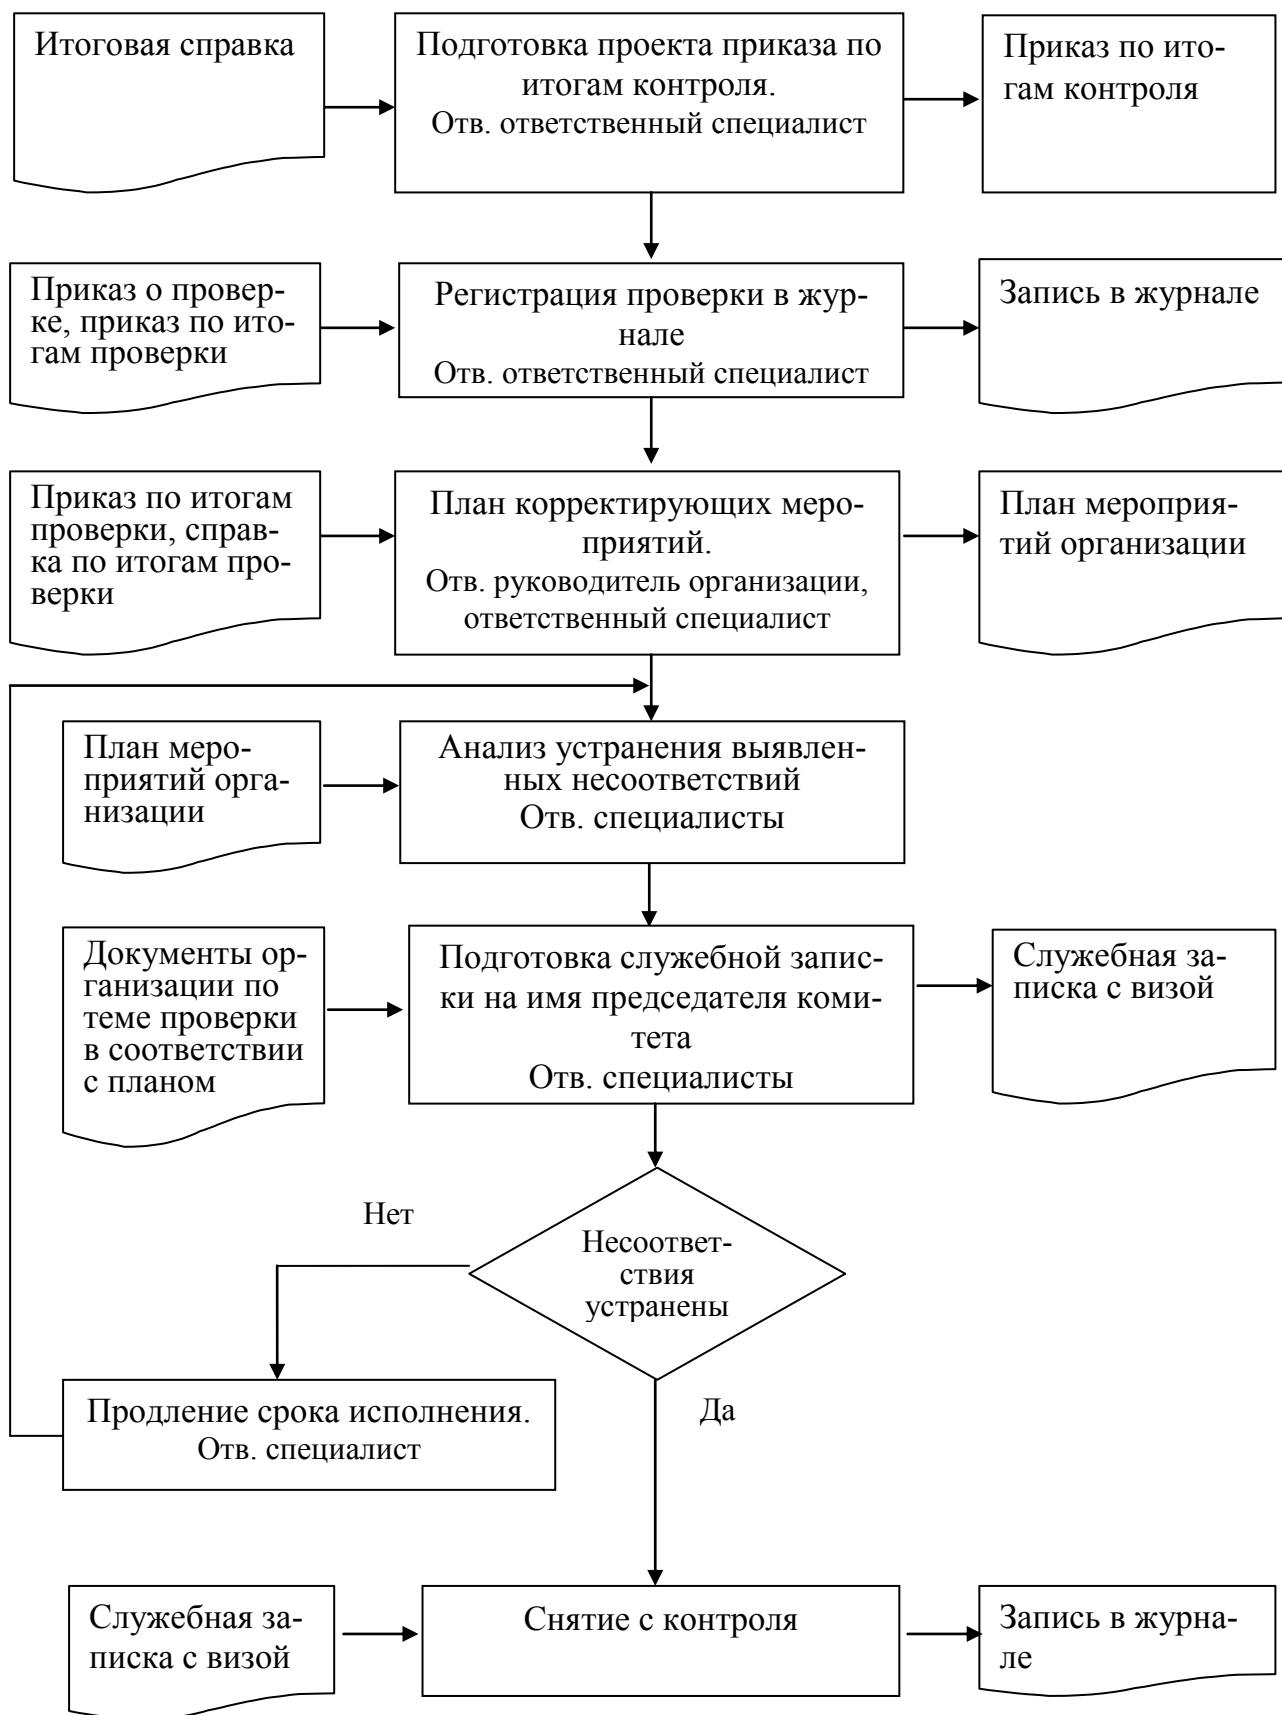 Итоговая справка
Подготовка проекта приказа по
итогам контроля.
Отв. ответственный специалист
Приказ по ито-
гам контроля
Приказ о провер-
ке, приказ по ито-
гам проверки
Регистрация проверки в жур-
нале
Отв. ответственный специалист
Запись в журнале
Приказ по итогам
проверки, справ-
ка по итогам про-
верки
План корректирующих меро-
приятий.
Отв. руководитель организации,
ответственный специалист
План мероприя-
тий организации
План меро-
приятий орга-
низации
Анализ устранения выявлен-
ных несоответствий
Отв. специалисты
Документы ор-
ганизации по
теме проверки
в соответствии
с планом
Подготовка служебной запис-
ки на имя председателя коми-
тета
Отв. специалисты
Служебная за-
писка с визой
Нет
Несоответ-
ствия
устранены
Продление срока исполнения.
Отв. специалист
Да
Служебная за-
писка с визой
Снятие с контроля
Запись в журна-
ле